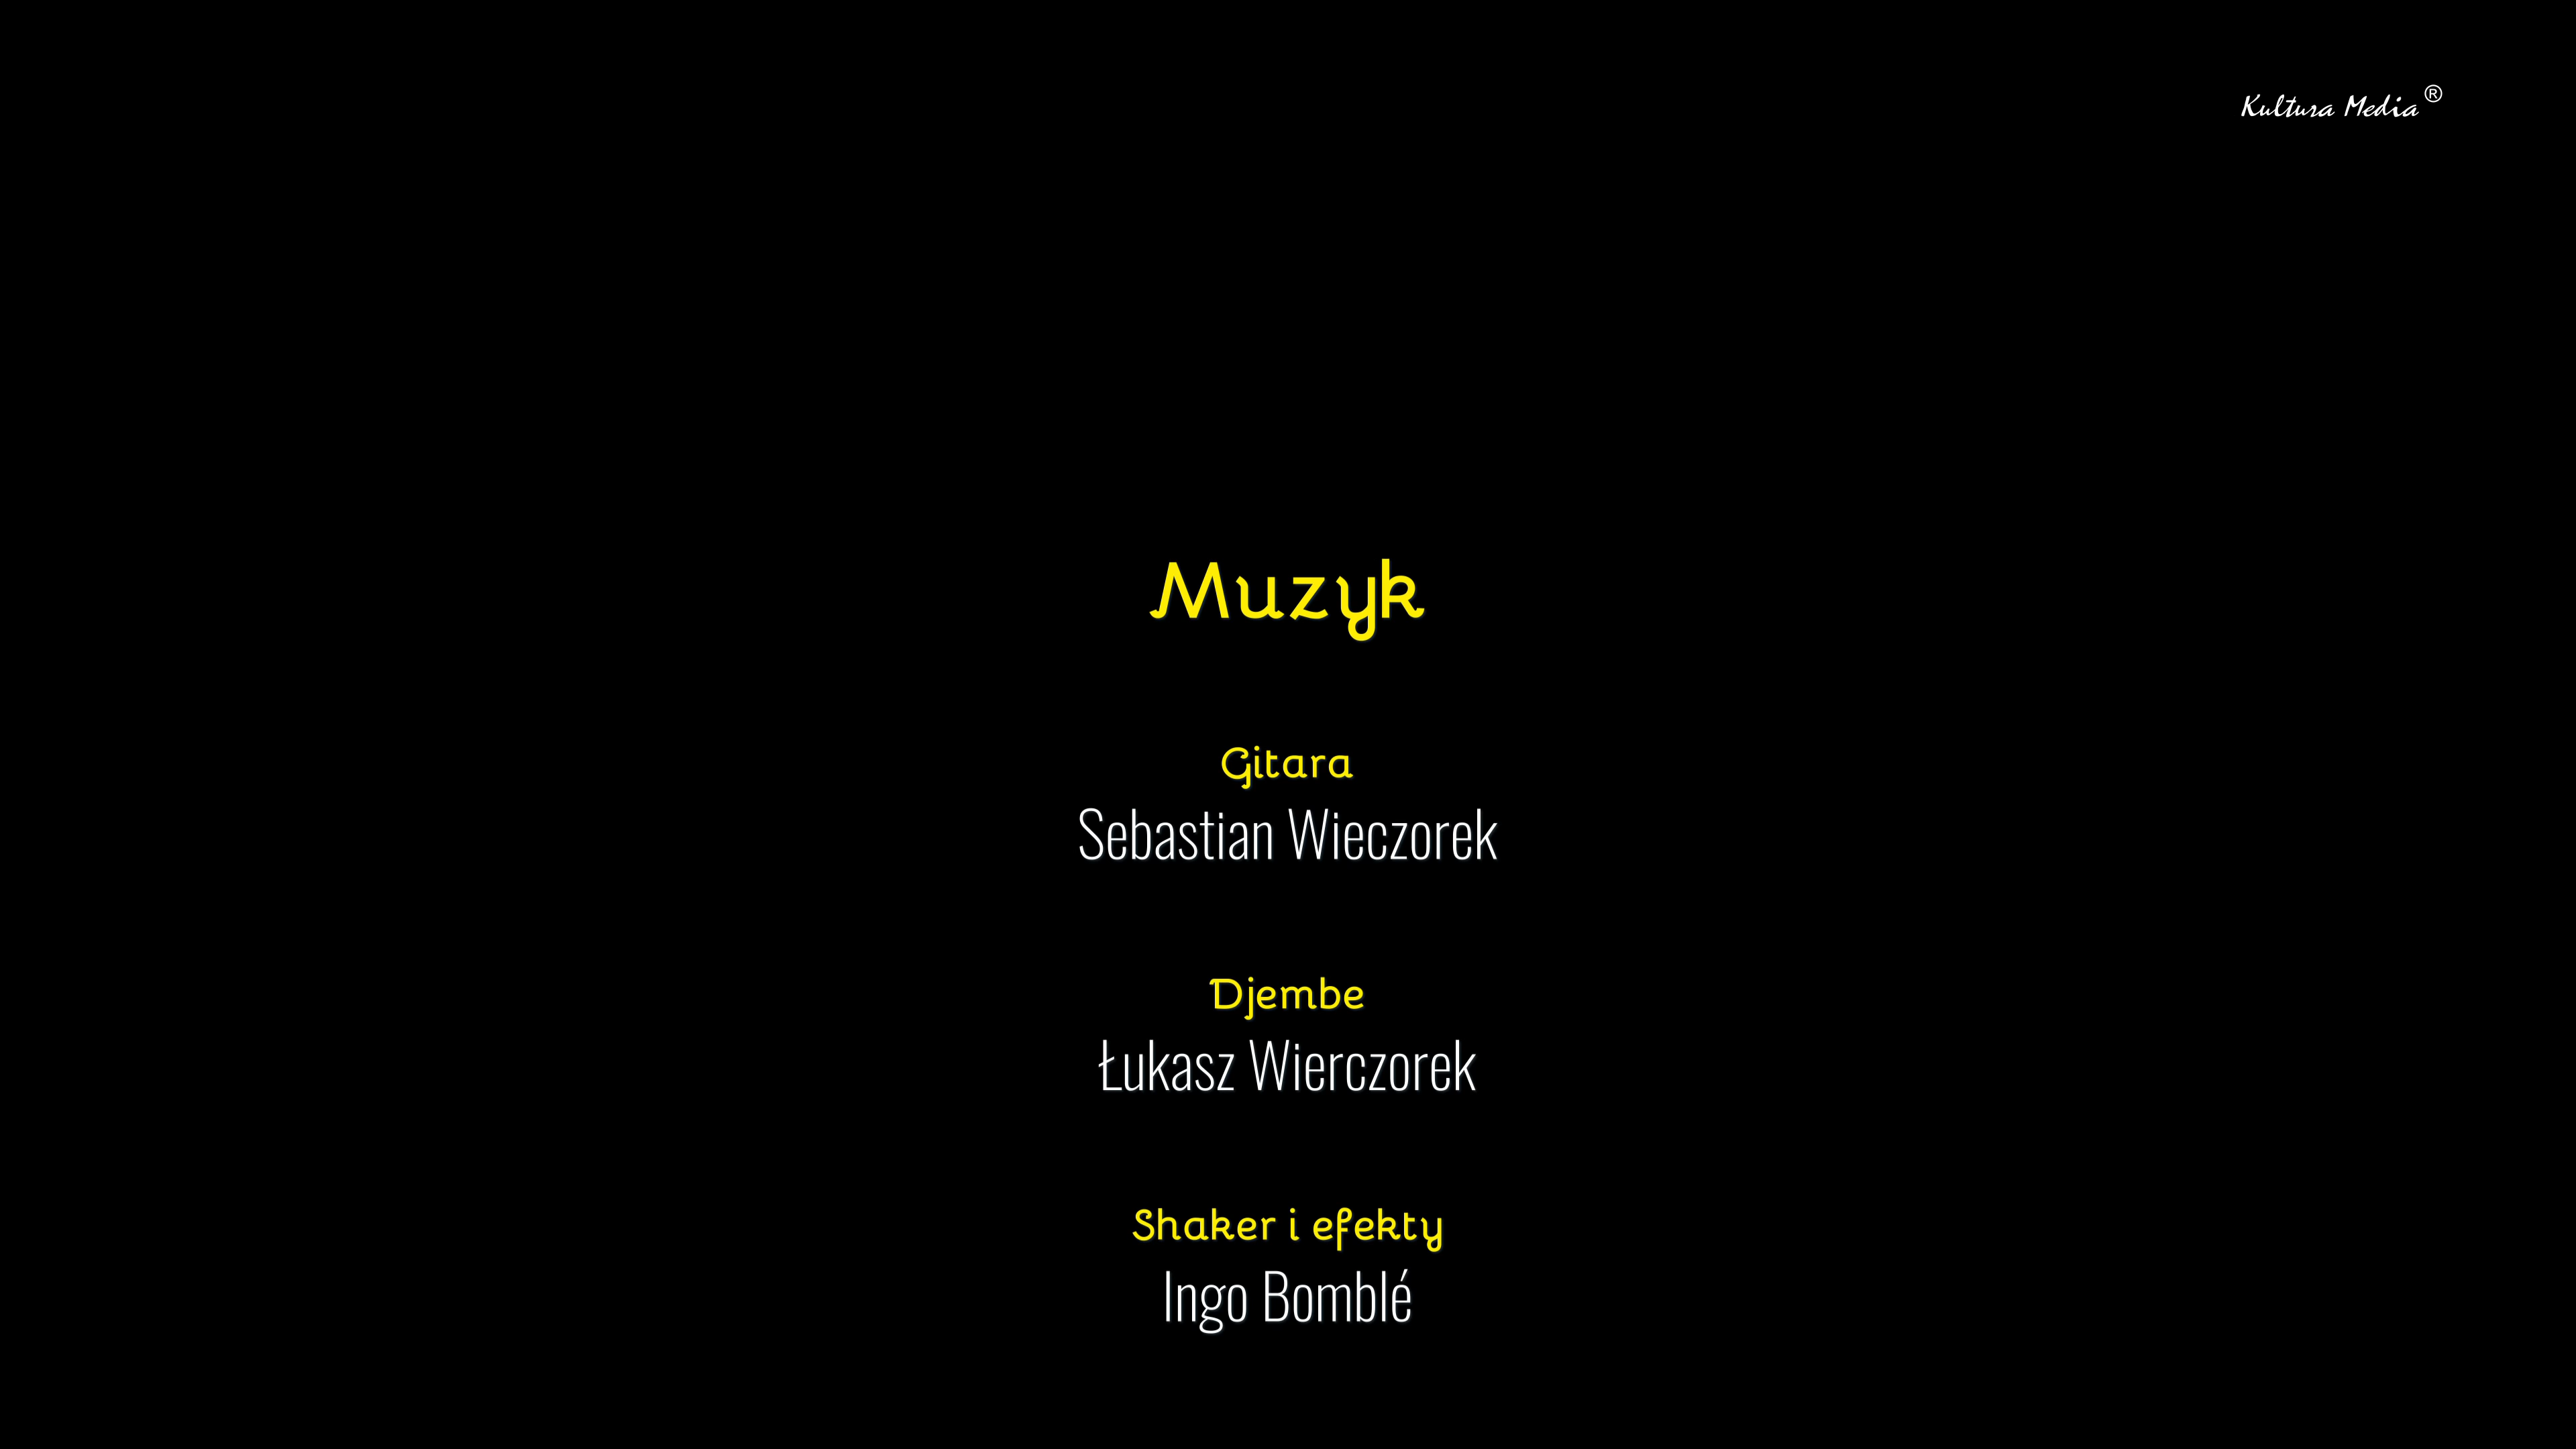 Kultura Media ®
Muzyk
Gitara
Sebastian Wieczorek
Djembe
Łukasz Wierczorek
Shaker i efekty
Ingo Bomblé